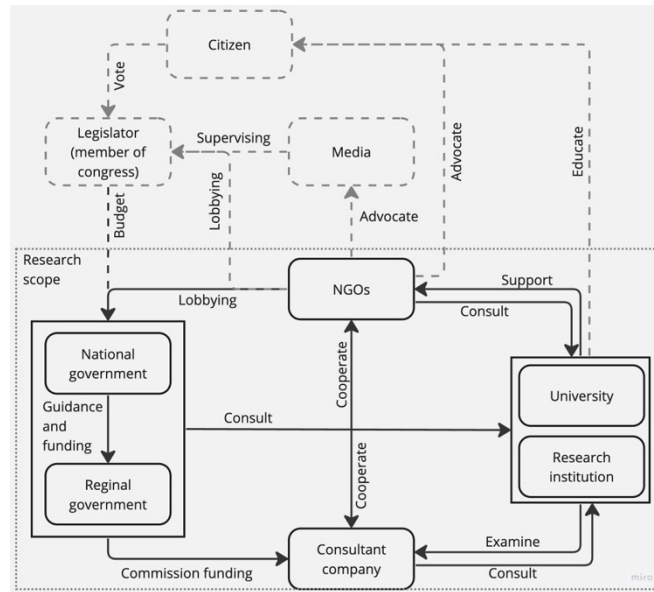 Citizen
Vote
Legislator
(member of
congress)
Supervising
Media
Advocate
Educate
Lobbying
Advocate
Budget
Research
scope
NGOs
Lobbying
Support
Consult
National
government
Cooperate
University
Guidance
and
funding
Consult
Research
institution
Reginal
government
Cooperate
Consultant
company
Examine
Commission funding
Consult
miro